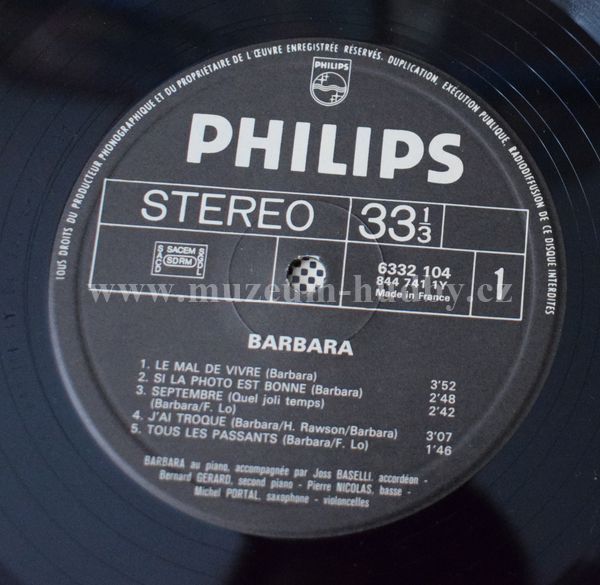 TOUS DROITS DU PRODUCTEUR PHONOGRAPHIQUE ET DU PROPRIÉTAIRE DE L'ŒUVRE ENREGISTRÉE RÉSERVÉS. DUPLICATION, EXÉCUTION PUBLIQUE, RADIODIFFUSION DE CE DISQUE INTERDITES
PHILIPS
PHILIPS
STEREO 33 1/3
SACEM
SACD SDRM SGDL
6332 104
844 741 1Y
Made in France
1
www.muzeum-hudby.cz
BARBARA
1. LE MAL DE VIVRE (Barbara) 3'52
2. SI LA PHOTO EST BONNE (Barbara) 2'48
3. SEPTEMBRE (Quel joli temps) 2'42
(Barbara/F. Lo)
4. J'AI TROQUE (Barbara/H. Rawson/Barbara) 3'07
5. TOUS LES PASSANTS (Barbara/F. Lo) 1'46
BARBARA au piano, accompagnée par Joss BASELLI, accordéon -
Bernard GERARD, second piano - Pierre NICOLAS, basse -
Michel PORTAL, saxophone - violoncelles